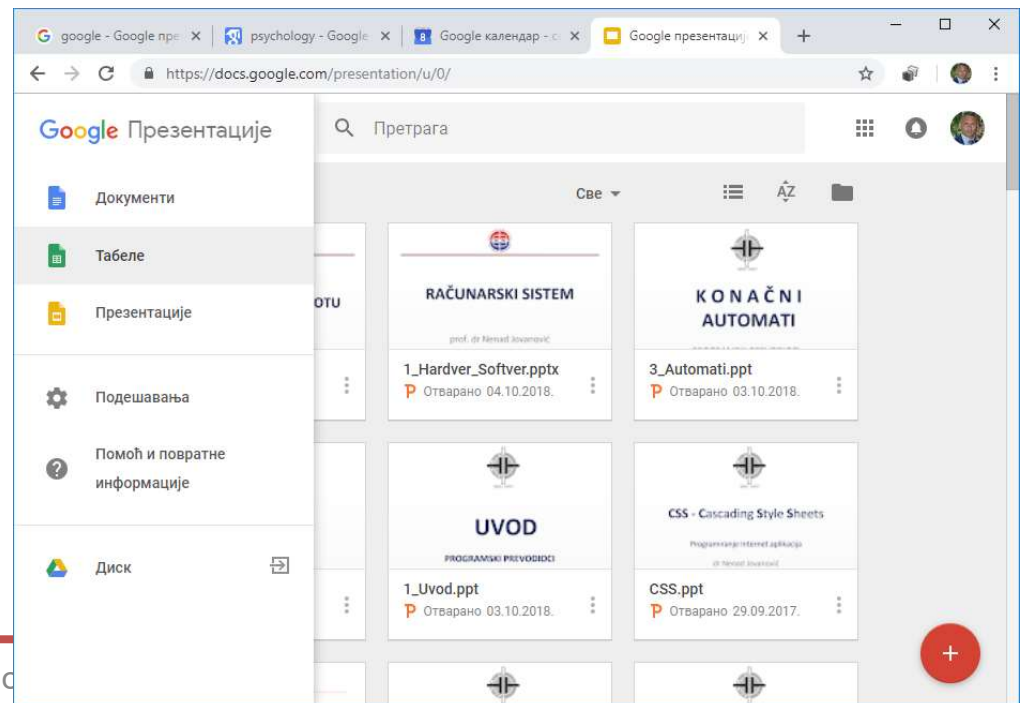 google - Google пре
psychology - Google
Google календар - с
Google презентациј
https://docs.google.com/presentation/u/0/
Google Презентације
Претрага
Документи
Табеле
Презентације
Подешавања
Помоћ и повратне
информације
Диск
Све
AZ
OTU
RAČUNARSKI SISTEM
prof. dr Nenad Jovanović
1_Hardver_Softver.pptx
Отварано 04.10.2018.
KONAČNI
AUTOMATI
3_Automati.ppt
Отварано 03.10.2018.
UVOD
PROGRAMSKI PREVODIOCI
1_Uvod.ppt
Отварано 03.10.2018.
CSS - Cascading Style Sheets
Programiranje internet aplikacija
dr Nenad Jovanović
CSS.ppt
Отварано 29.09.2017.